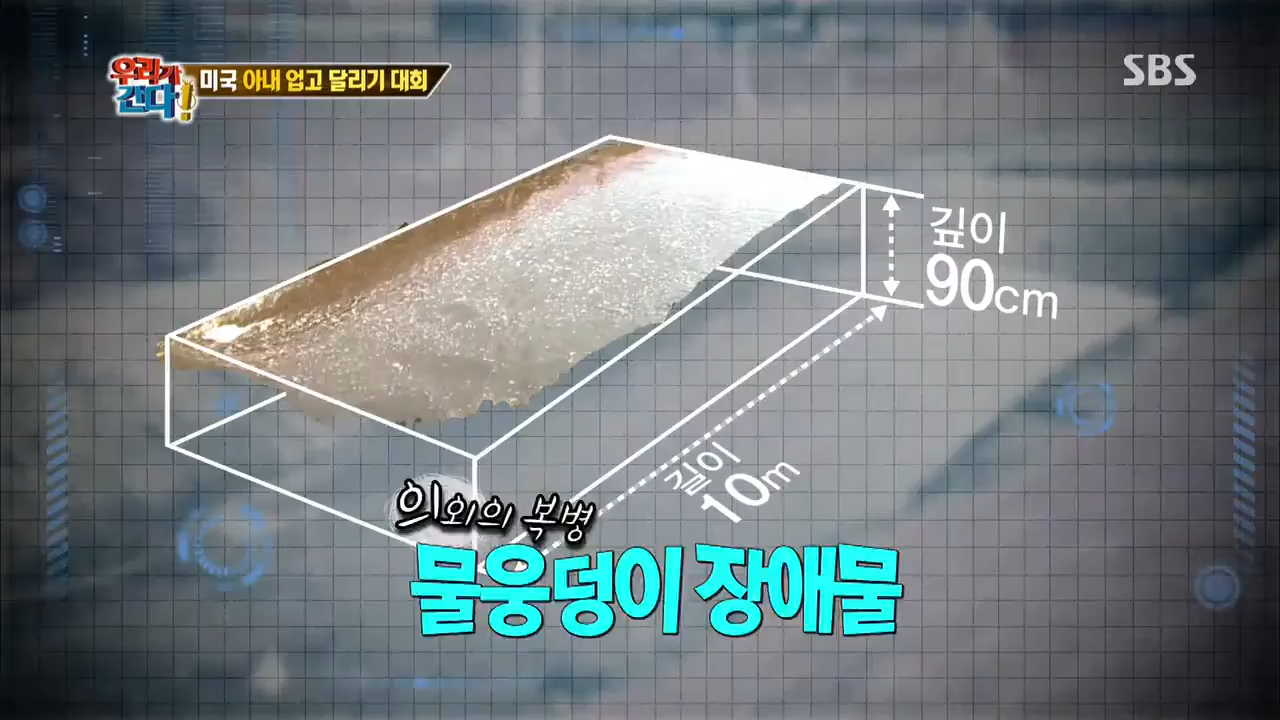 우리가
간다!
미국 아내 업고 달리기 대회
SBS
깊이
90cm
길이
10m
의외의 복병
물웅덩이 장애물